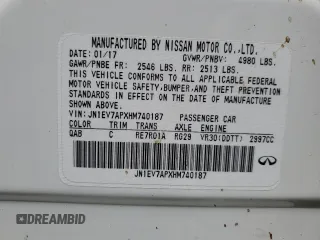 MANUFACTURED BY NISSAN MOTOR CO.,LTD.
DATE: 01/17 GVWR/PNBV: 4980 LBS.
GAWR/PNBE FR: 2546 LBS. RR: 2513 LBS.
THIS VEHICLE CONFORMS TO ALL APPLICABLE FEDERAL
MOTOR VEHICLE SAFETY, BUMPER, AND THEFT PREVENTION
STANDARDS IN EFFECT ON THE DATE OF
MANUFACTURE SHOWN ABOVE.
VIN: JN1EV7APXHM740187 PASSENGER CAR
COLOR TRIM TRANS AXLE ENGINE
QAB C RE7R01A RG29 VR30(DDTT) 2997CC
JN1EV7APXHM740187
INFINITI
AUTOBIDMASTER